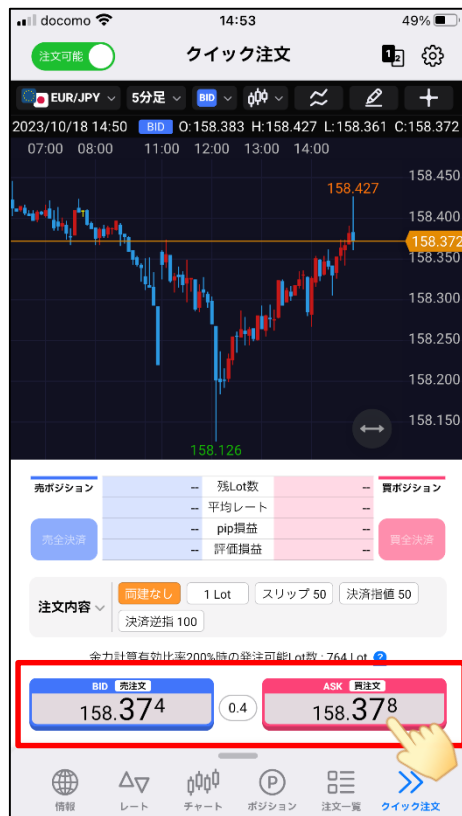 docomo 14:53 49%
注文可能 クイック注文
EUR/JPY 5分足 BID
2023/10/18 14:50 BID O:158.383 H:158.427 L:158.361 C:158.372
07:00 08:00 11:00 12:00 13:00 14:00
158.450
158.427
158.400
158.372
158.350
158.300
158.250
158.200
158.150
158.126
売ポジション -- 残Lot数 -- 買ポジション
-- 平均レート --
売全決済 -- pip損益 -- 買全決済
-- 評価損益 --
注文内容 両建なし 1 Lot スリップ 50 決済指値 50
決済逆指 100
余力計算有効比率200%時の発注可能Lot数 : 764 Lot ?
BID 売注文 ASK 買注文
158.374 0.4 158.378
情報 レート チャート P ポジション 注文一覧 クイック注文